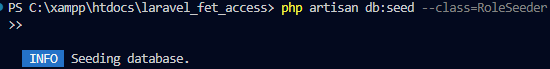 PS C:\xampp\htdocs\laravel_fet_access> php artisan db:seed --class=RoleSeeder
>>
INFO Seeding database.